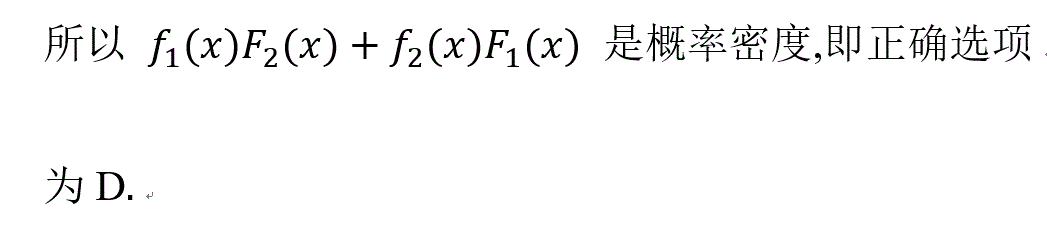 所以 f₁(x)F₂(x) + f₂(x)F₁(x) 是概率密度,即正确选项
为 D.